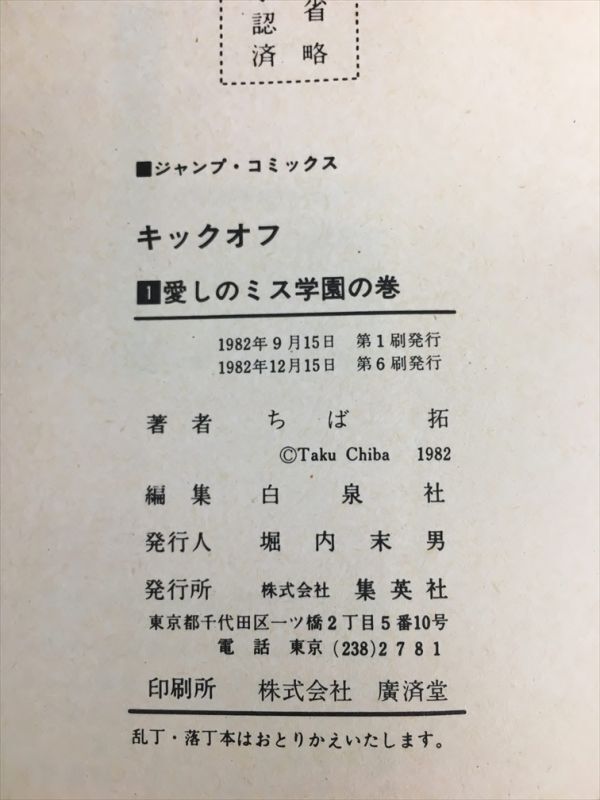 省略
認済
■ジャンプ・コミックス
キックオフ
1愛しのミス学園の巻
1982年9月15日 第1刷発行
1982年12月15日 第6刷発行
著者 ちば拓
©Taku Chiba 1982
編集 白泉社
発行人 堀内末男
発行所 株式会社 集英社
東京都千代田区一ツ橋2丁目5番10号
電話 東京 (238)2781
印刷所 株式会社 廣済堂
乱丁・落丁本はおとりかえいたします。